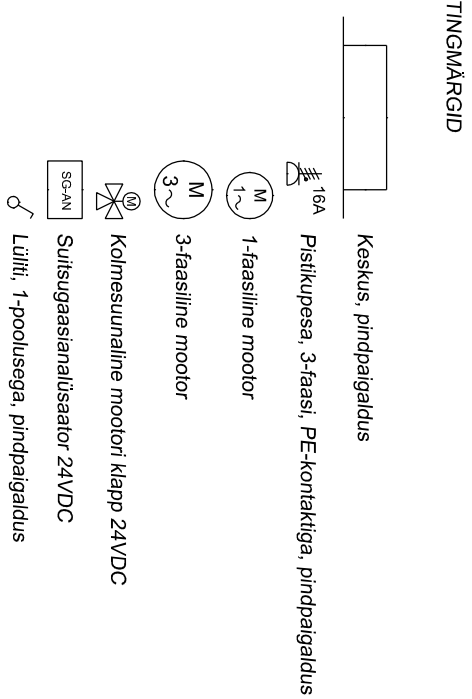 TINGMÄRGID
Keskus, pindpaigaldus
16A
Pistikupesa, 3-faasi, PE-kontaktiga, pindpaigaldus
M
1~
1-faasiline mootor
M
3~
3-faasiline mootor
M
Kolmesuunaline mootori klapp 24VDC
SG-AN
Suitsugaasianalüsaator 24VDC
Lüliti, 1-poolusega, pindpaigaldus